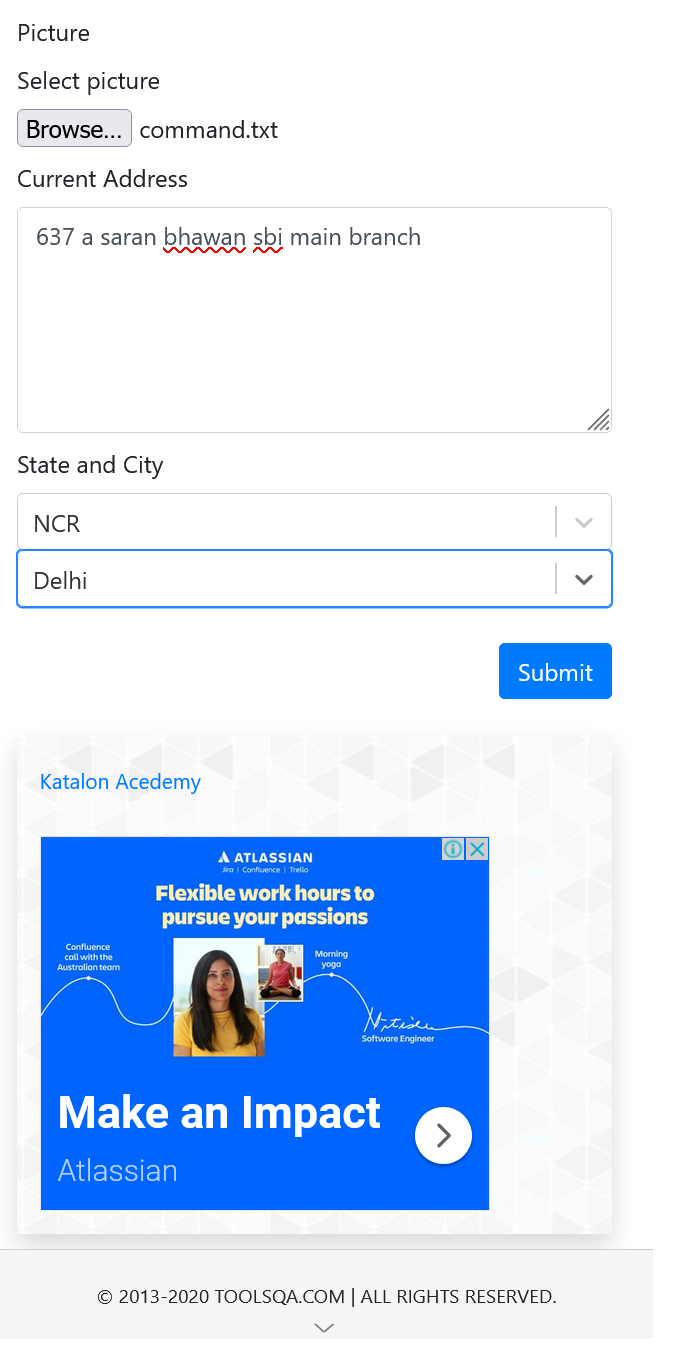 Picture
Select picture
Browse... command.txt
Current Address
637 a saran bhawan sbi main branch
State and City
NCR
Delhi
Submit
Katalon Acedemy
ATLASSIAN
Jira | Confluence | Trello
Flexible work hours to
pursue your passions
Confluence
call with the
Australian team
Morning
yoga
Software Engineer
Make an Impact
Atlassian
© 2013-2020 TOOLSQA.COM | ALL RIGHTS RESERVED.